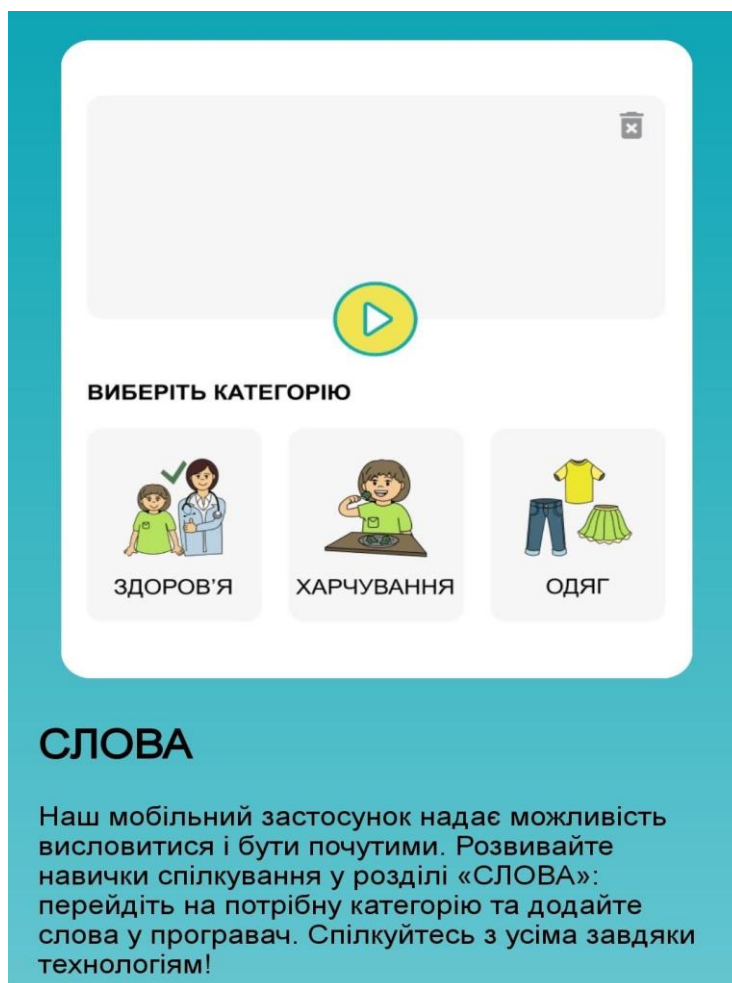 ВИБЕРІТЬ КАТЕГОРІЮ
ЗДОРОВ'Я ХАРЧУВАННЯ ОДЯГ
СЛОВА
Наш мобільний застосунок надає можливість
висловитися і бути почутими. Розвивайте
навички спілкування у розділі «СЛОВА»:
перейдіть на потрібну категорію та додайте
слова у програвач. Спілкуйтесь з усіма завдяки
технологіям!